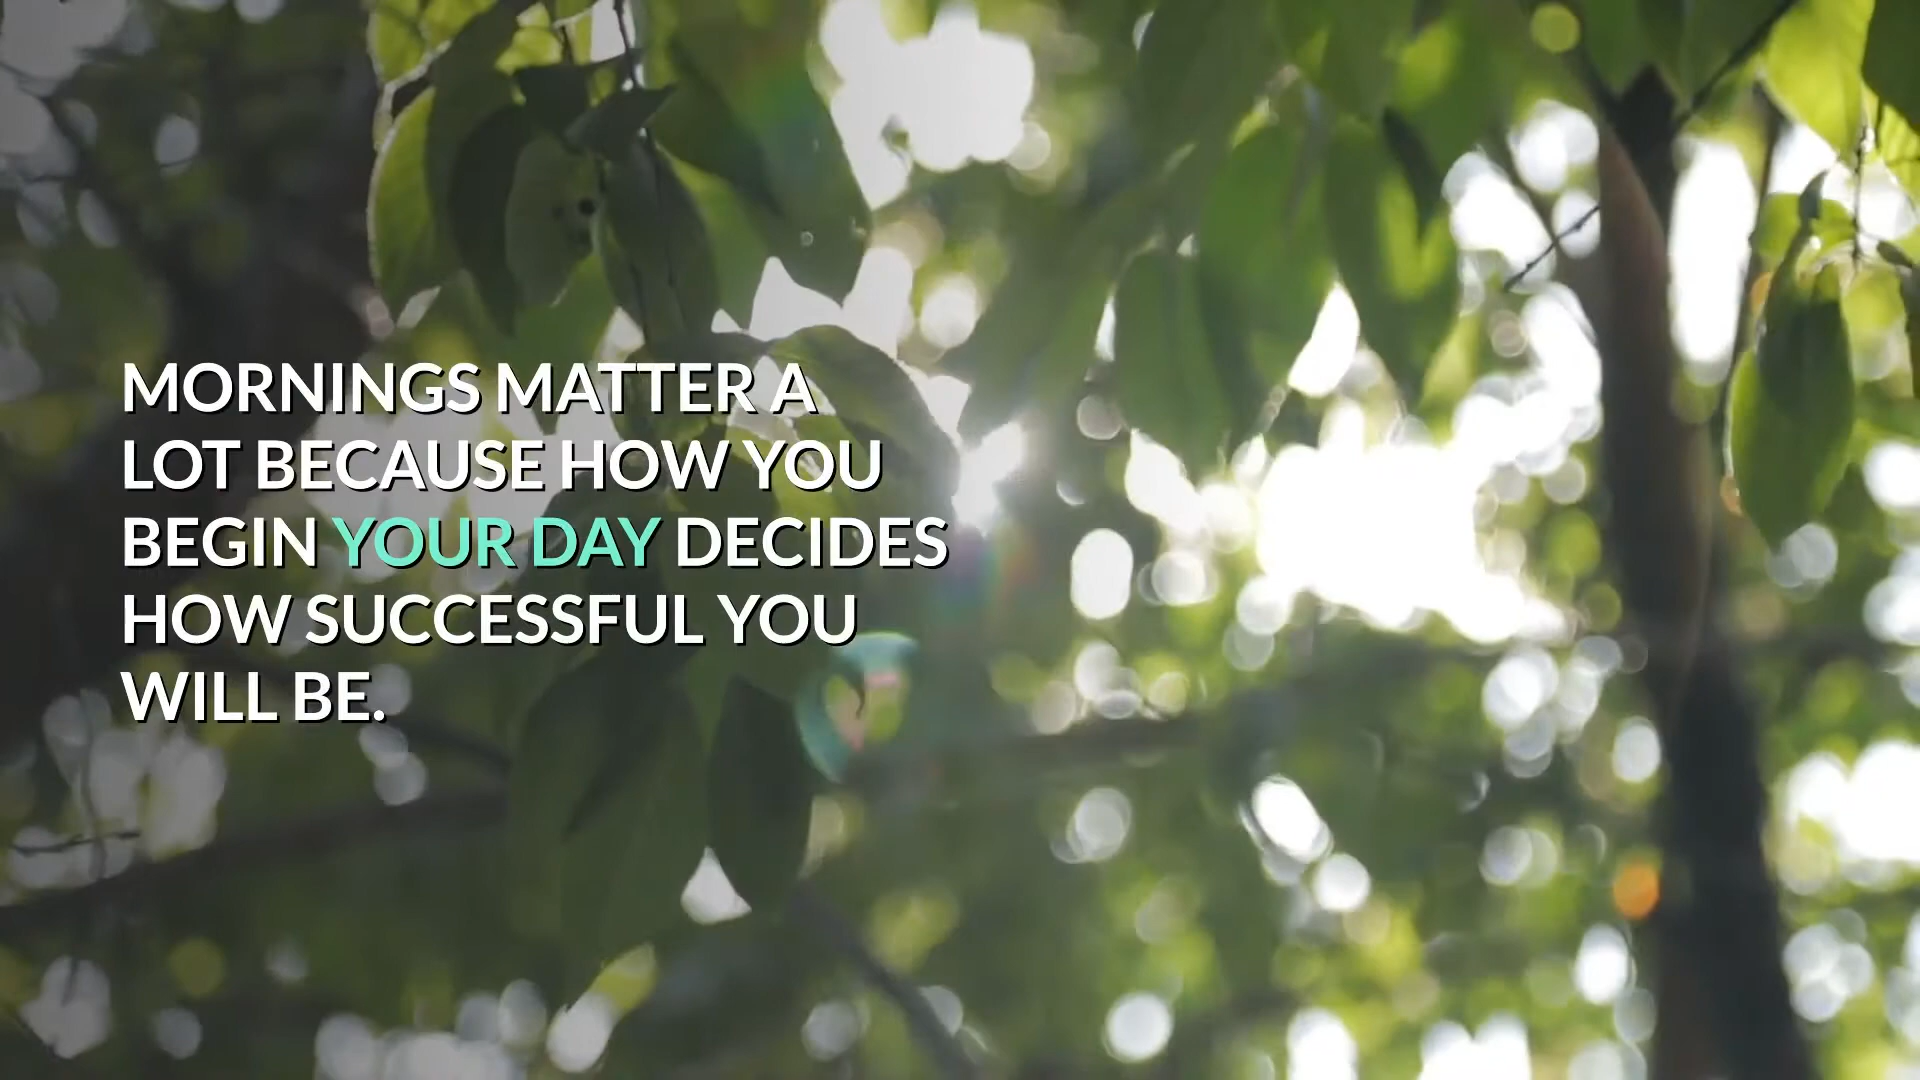 MORNINGS MATTER A
LOT BECAUSE HOW YOU
BEGIN YOUR DAY DECIDES
HOW SUCCESSFUL YOU
WILL BE.